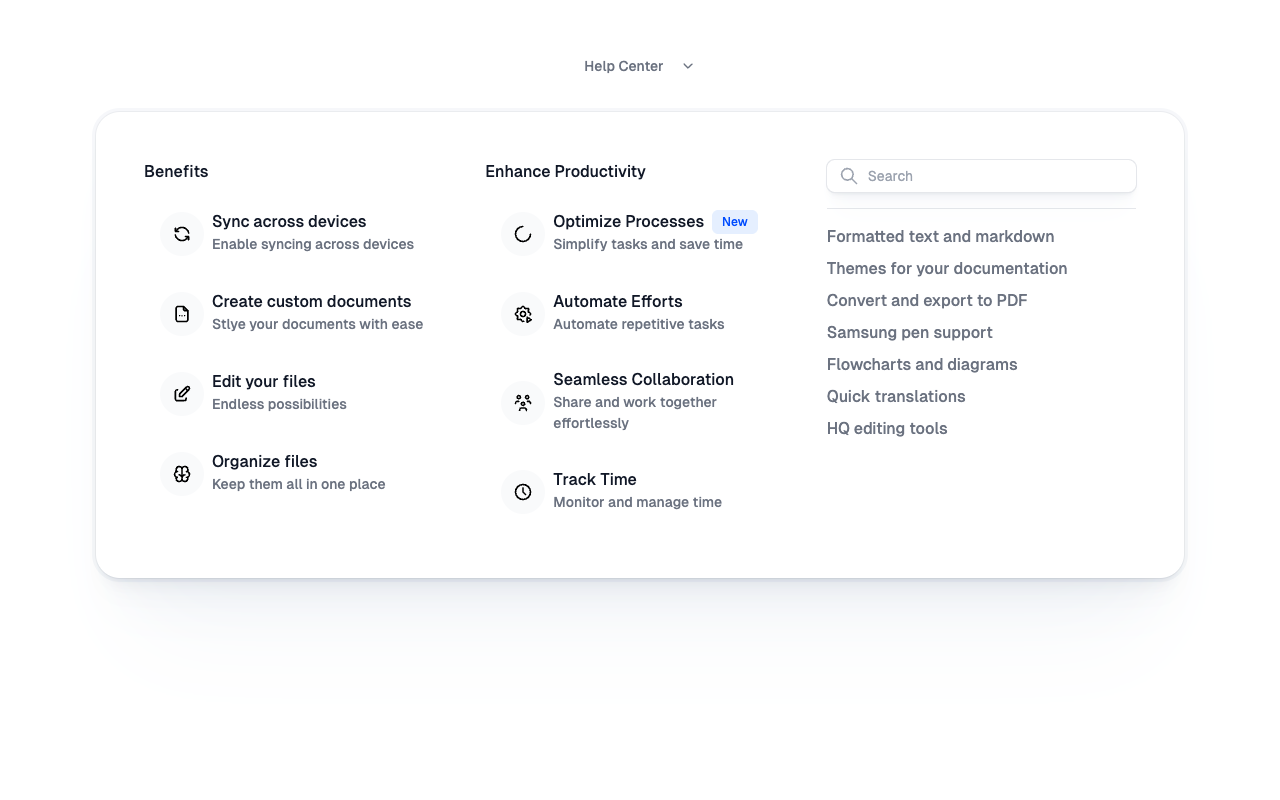 Help Center
Benefits
Sync across devices
Enable syncing across devices
Create custom documents
Stlye your documents with ease
Edit your files
Endless possibilities
Organize files
Keep them all in one place
Enhance Productivity
Optimize Processes New
Simplify tasks and save time
Automate Efforts
Automate repetitive tasks
Seamless Collaboration
Share and work together
effortlessly
Track Time
Monitor and manage time
Search
Formatted text and markdown
Themes for your documentation
Convert and export to PDF
Samsung pen support
Flowcharts and diagrams
Quick translations
HQ editing tools